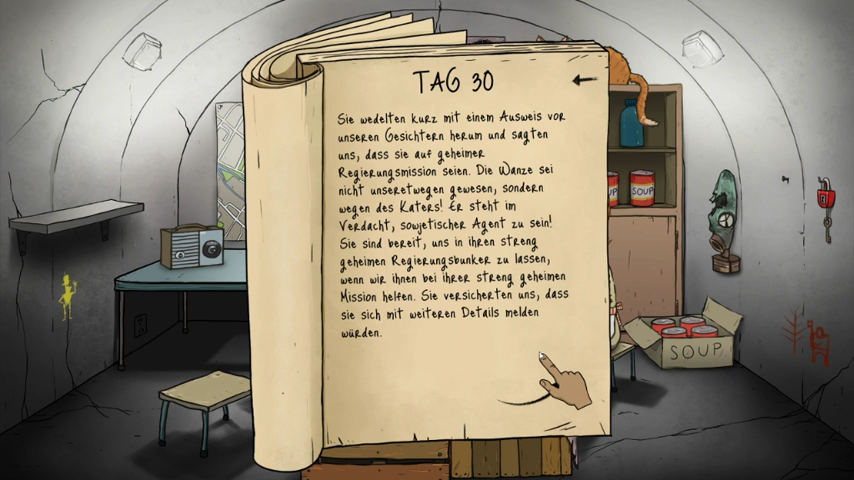 TAG 30
Sie wedelten kurz mit einem Ausweis vor
unseren Gesichtern herum und sagten
uns, dass sie auf geheimer
Regierungsmission seien. Die Wanze sei
nicht unseretwegen gewesen, sondern
wegen des Katers! Er steht im
Verdacht, sowjetischer Agent zu sein!
Sie sind bereit, uns in ihren streng
geheimen Regierungsbunker zu lassen,
wenn wir ihnen bei ihrer streng geheimen
Mission helfen. Sie versicherten uns, dass
sie sich mit weiteren Details melden
würden.
SOUP
SOUP